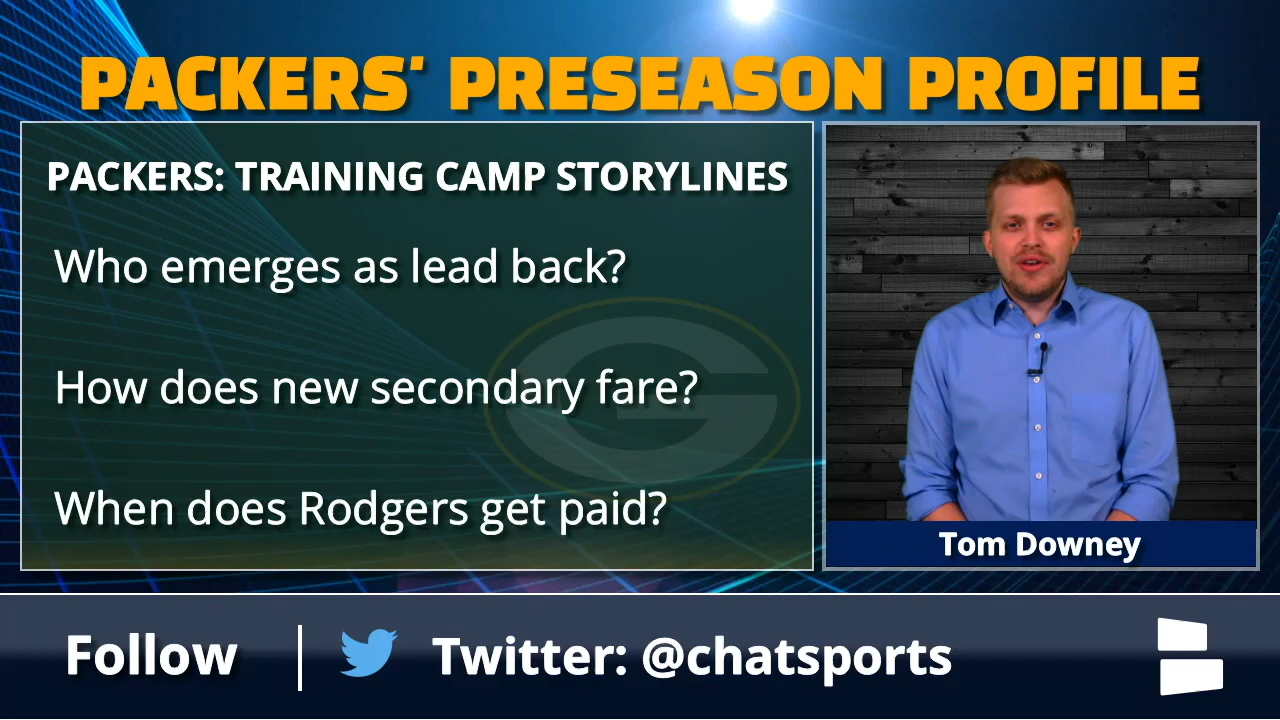 PACKERS' PRESEASON PROFILE
PACKERS: TRAINING CAMP STORYLINES
Who emerges as lead back?
How does new secondary fare?
When does Rodgers get paid?
G
Tom Downey
Follow
Twitter: @chatsports